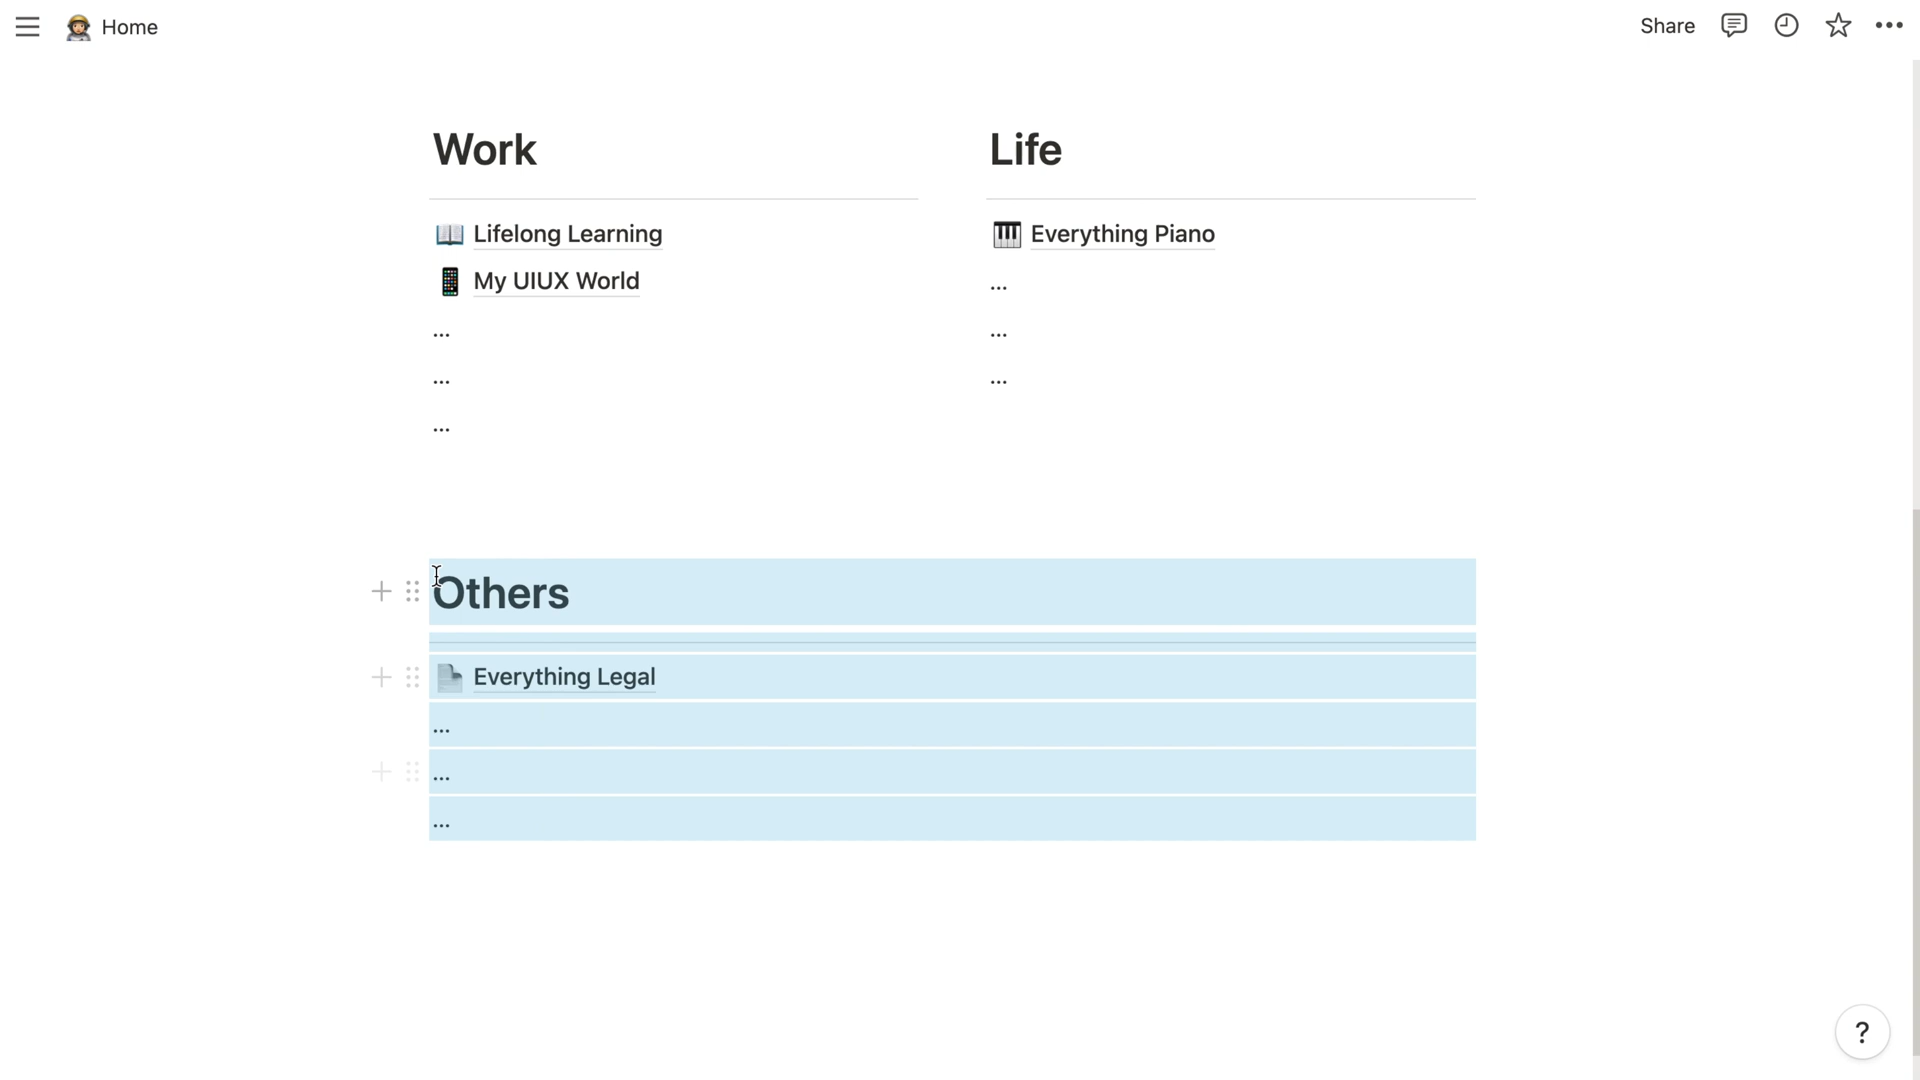 Home
Share
Work
Lifelong Learning
My UIUX World
...
...
...
Life
Everything Piano
...
...
...
Others
Everything Legal
...
...
...
?